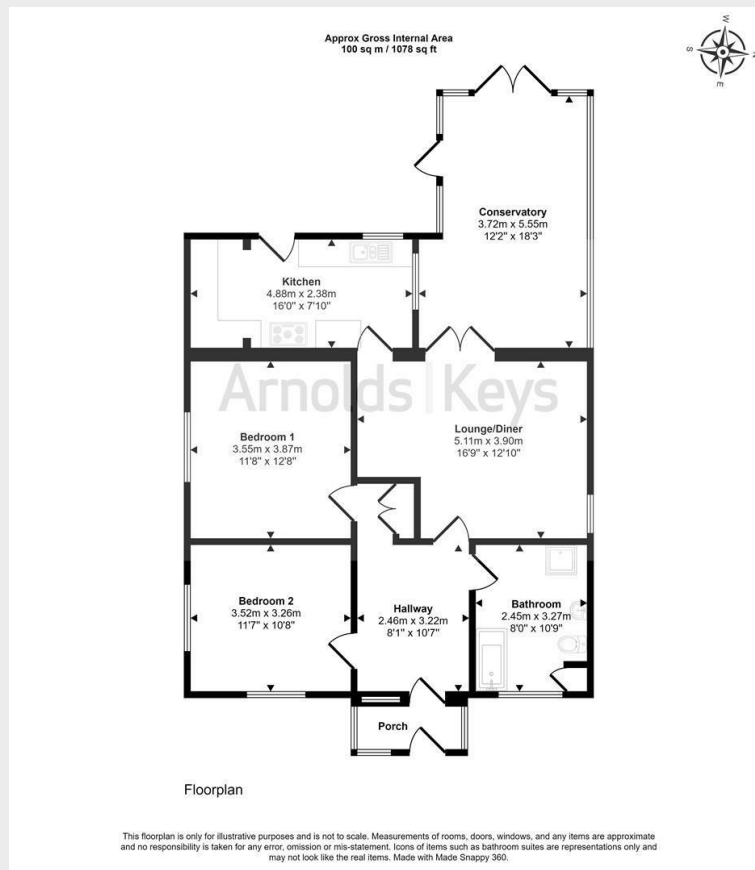 Approx Gross Internal Area
100 sq m / 1078 sq ft
W
S
N
E
Conservatory
3.72m x 5.55m
12'2" x 18'3"
Kitchen
4.88m x 2.38m
16'0" x 7'10"
Arnolds | Keys
Lounge/Diner
5.11m x 3.90m
16'9" x 12'10"
Bedroom 1
3.55m x 3.87m
11'8" x 12'8"
Bedroom 2
3.52m x 3.26m
11'7" x 10'8"
Hallway
2.46m x 3.22m
8'1" x 10'7"
Bathroom
2.45m x 3.27m
8'0" x 10'9"
Porch
Floorplan
This floorplan is only for illustrative purposes and is not to scale. Measurements of rooms, doors, windows, and any items are approximate
and no responsibility is taken for any error, omission or mis-statement. Icons of items such as bathroom suites are representations only and
may not look like the real items. Made with Made Snappy 360.